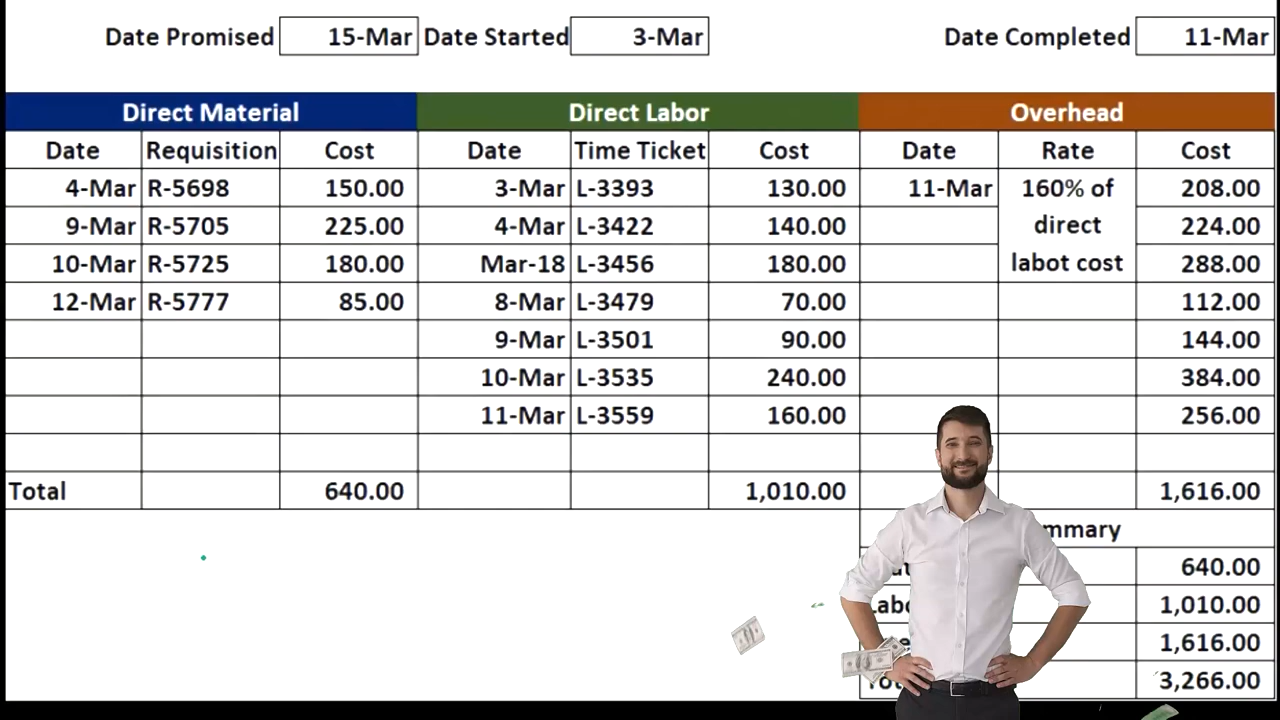 Date Promised 15-Mar Date Started 3-Mar Date Completed 11-Mar
Direct Material Direct Labor Overhead
Date Requisition Cost Date Time Ticket Cost Date Rate Cost
4-Mar R-5698 150.00 3-Mar L-3393 130.00 11-Mar 160% of 208.00
9-Mar R-5705 225.00 4-Mar L-3422 140.00 direct 224.00
10-Mar R-5725 180.00 Mar-18 L-3456 180.00 labot cost 288.00
12-Mar R-5777 85.00 8-Mar L-3479 70.00 112.00
9-Mar L-3501 90.00 144.00
10-Mar L-3535 240.00 384.00
11-Mar L-3559 160.00 256.00
Total 640.00 1,010.00 1,616.00
640.00
1,010.00
1,616.00
3,266.00